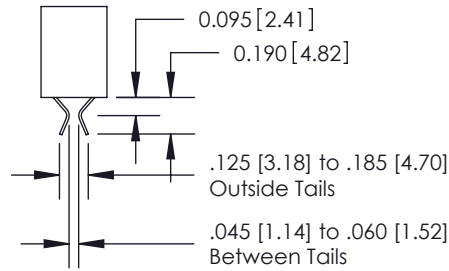 0.095 [2.41]
0.190 [4.82]
.125 [3.18] to .185 [4.70]
Outside Tails
.045 [1.14] to .060 [1.52]
Between Tails